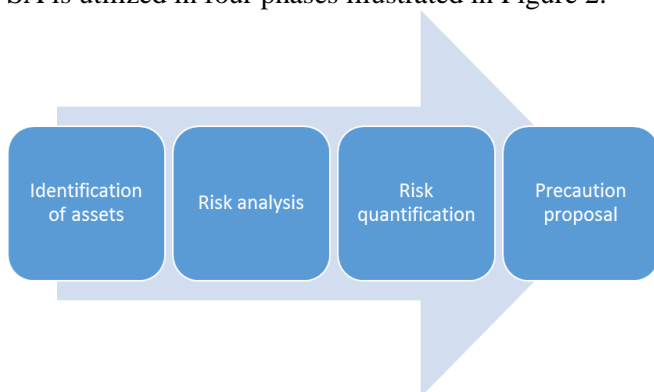 SA is utilized in four phases illustrated in Figure 2.
Identification
of assets
Risk analysis
Risk
quantification
Precaution
proposal